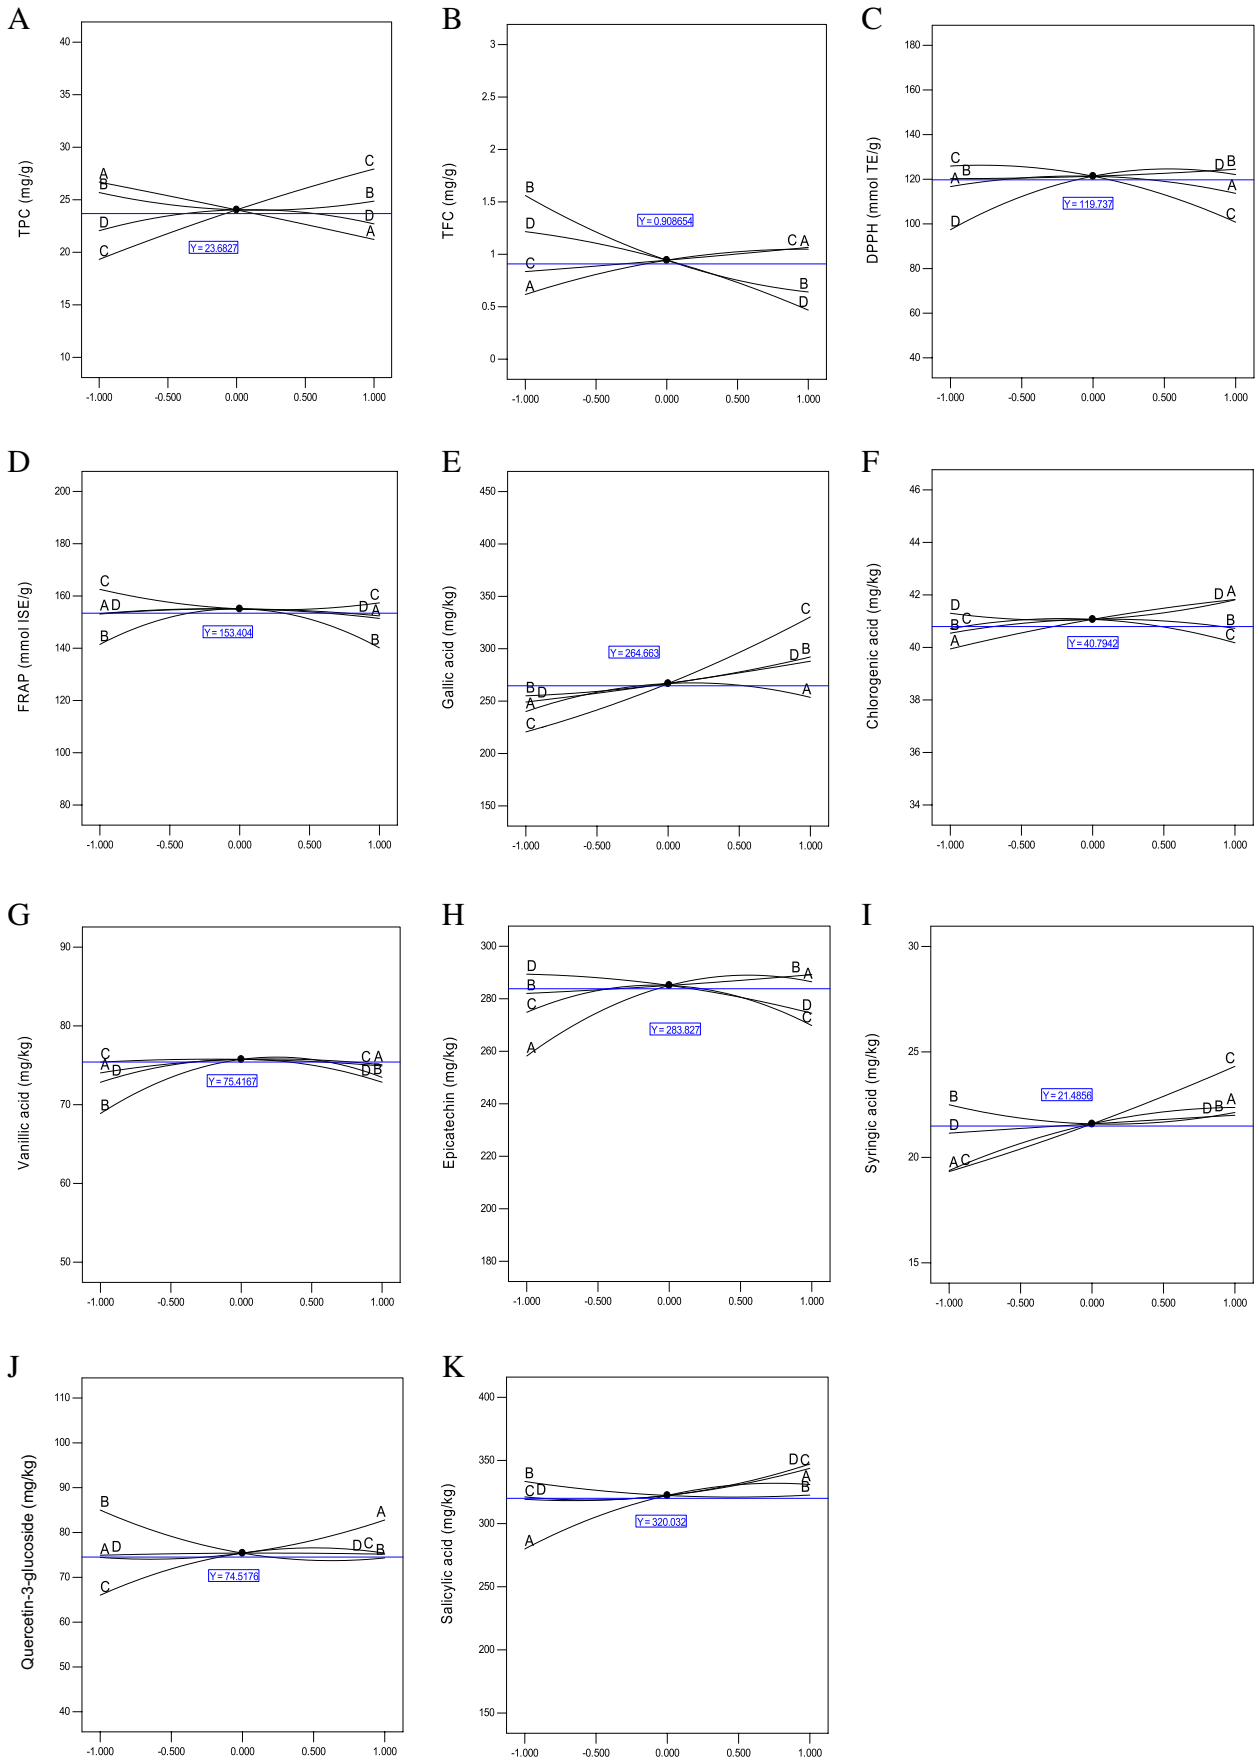 A
TPC (mg/g)
40
35
30
25
20
15
10
A
B
D
C
C
B
D
A
Y = 23.6827
-1.000 -0.500 0.000 0.500 1.000
B
TFC (mg/g)
3
2.5
2
1.5
1
0.5
0
B
D
C
A
C A
B
D
Y = 0.908654
-1.000 -0.500 0.000 0.500 1.000
C
DPPH (mmol TE/g)
180
160
140
120
100
80
60
40
C
B
A
D
D B
A
C
Y = 119.737
-1.000 -0.500 0.000 0.500 1.000
D
FRAP (mmol ISE/g)
200
180
160
140
120
100
80
C
A D
B
C
D
A
B
Y = 153.404
-1.000 -0.500 0.000 0.500 1.000
E
Gallic acid (mg/kg)
450
400
350
300
250
200
150
B D
A
C
C
D B
A
Y = 264.663
-1.000 -0.500 0.000 0.500 1.000
F
Chlorogenic acid (mg/kg)
46
44
42
40
38
36
34
D
B C
A
D A
B
C
Y = 40.7942
-1.000 -0.500 0.000 0.500 1.000
G
Vanillic acid (mg/kg)
90
80
70
60
50
C
A D
B
C A
D B
Y = 75.4167
-1.000 -0.500 0.000 0.500 1.000
H
Epicatechin (mg/kg)
300
280
260
240
220
200
180
D
B
C
A
B A
D
C
Y = 283.827
-1.000 -0.500 0.000 0.500 1.000
I
Syringic acid (mg/kg)
30
25
20
15
B
D
A C
C
D B A
Y = 21.4856
-1.000 -0.500 0.000 0.500 1.000
J
Quercetin-3-glucoside (mg/kg)
110
100
90
80
70
60
50
40
B
A D
C
A
D C B
Y = 74.5176
-1.000 -0.500 0.000 0.500 1.000
K
Salicylic acid (mg/kg)
400
350
300
250
200
150
B
C D
A
D C
A
B
Y = 320.032
-1.000 -0.500 0.000 0.500 1.000